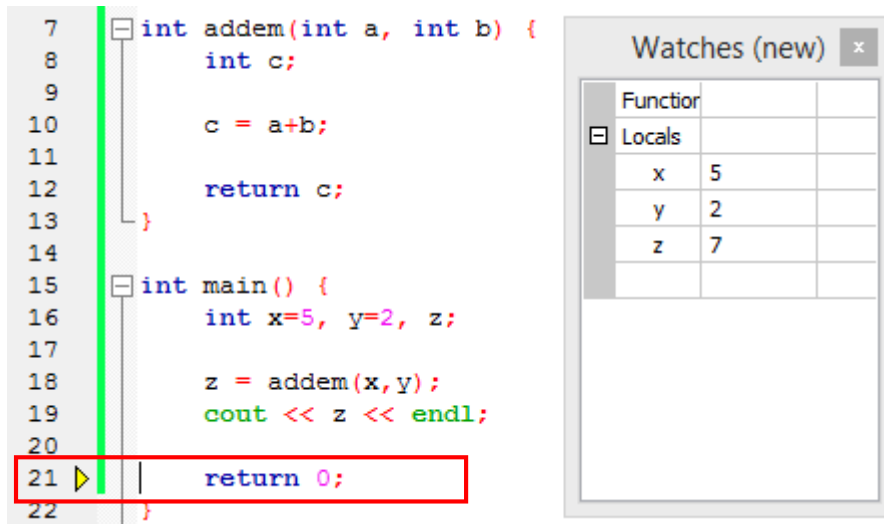 7 int addem(int a, int b) {
8 int c;
9
10 c = a+b;
11
12 return c;
13 }
14
15 int main() {
16 int x=5, y=2, z;
17
18 z = addem(x,y);
19 cout << z << endl;
20
21 return 0;
22 }
Watches (new) x
Function
Locals
x 5
y 2
z 7